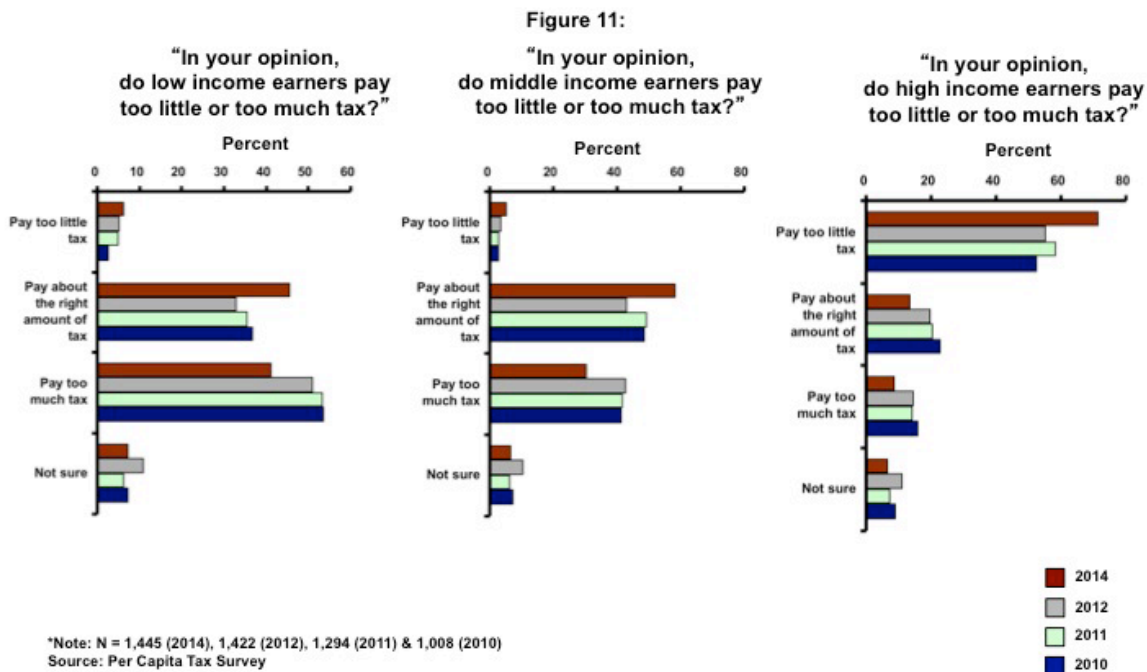 Figure 11:
“In your opinion,
do low income earners pay
too little or too much tax?”
Percent
0 10 20 30 40 50 60
Pay too little
tax
Pay about
the right
amount of
tax
Pay too
much tax
Not sure
“In your opinion,
do middle income earners pay
too little or too much tax?”
Percent
0 20 40 60 80
Pay too little
tax
Pay about
the right
amount of
tax
Pay too
much tax
Not sure
“In your opinion,
do high income earners pay
too little or too much tax?”
Percent
0 20 40 60 80
Pay too little
tax
Pay about
the right
amount of
tax
Pay too
much tax
Not sure
2014
2012
2011
2010
*Note: N = 1,445 (2014), 1,422 (2012), 1,294 (2011) & 1,008 (2010)
Source: Per Capita Tax Survey